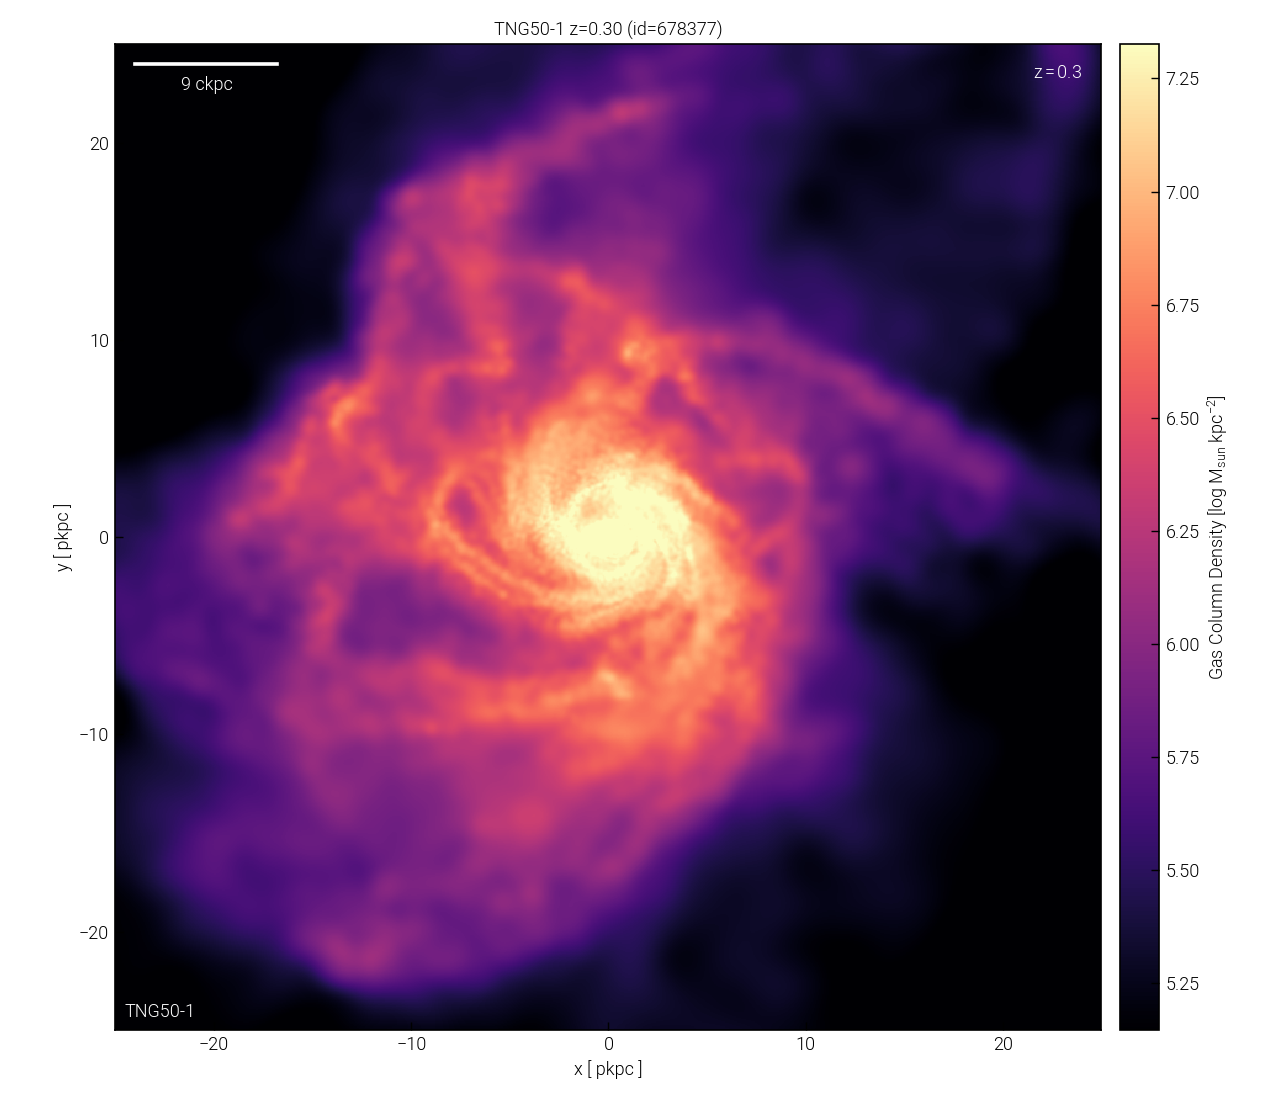 TNG50-1 z=0.30 (id=678377)
9 ckpc
z=0.3
TNG50-1
20
10
0
−10
−20
y [ pkpc ]
−20
−10
0
10
20
x [ pkpc ]
7.25
7.00
6.75
6.50
6.25
6.00
5.75
5.50
5.25
Gas Column Density [log M_sun kpc⁻²]